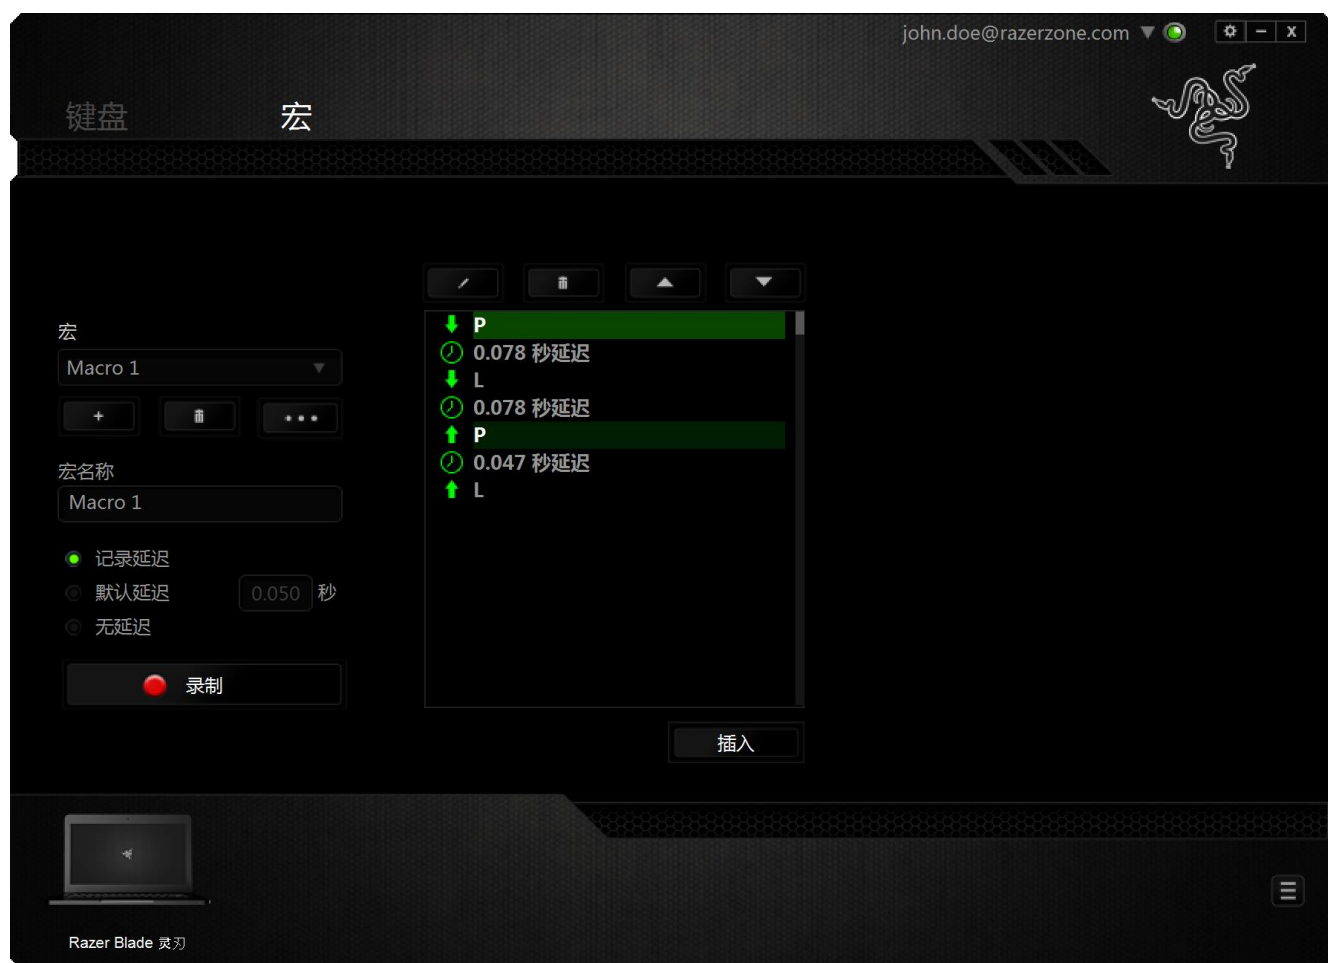 john.doe@razerzone.com
键盘 宏
宏
Macro 1
宏名称
Macro 1
记录延迟
默认延迟 0.050 秒
无延迟
录制
P
0.078 秒延迟
L
0.078 秒延迟
P
0.047 秒延迟
L
插入
Razer Blade 灵刃